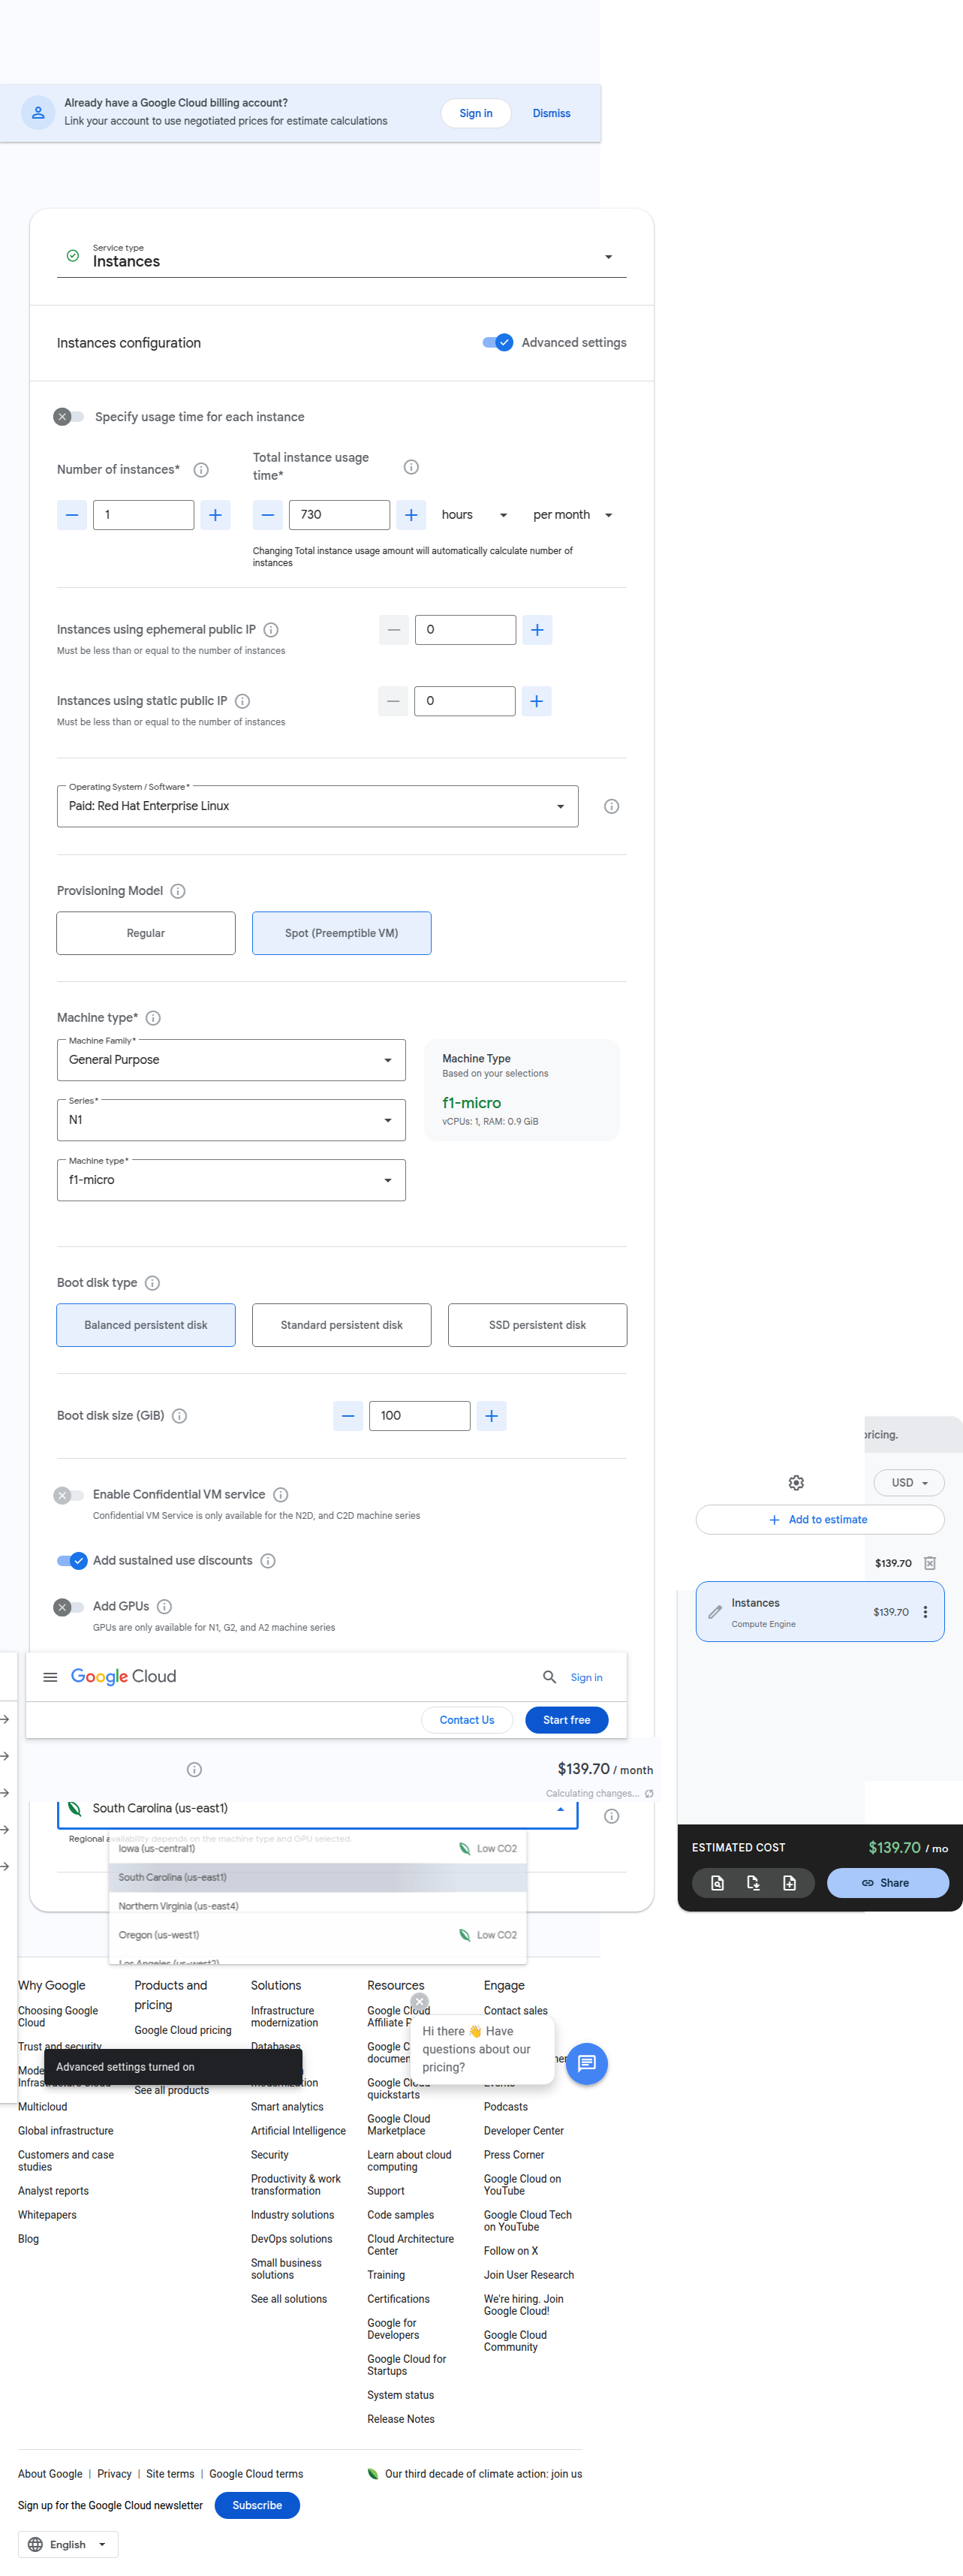 Already have a Google Cloud billing account?
Link your account to use negotiated prices for estimate calculations
Sign in
Dismiss
Service type
Instances
Instances configuration
Advanced settings
Specify usage time for each instance
Number of instances*
Total instance usage
time*
1
730
hours
per month
Changing Total instance usage amount will automatically calculate number of
instances
Instances using ephemeral public IP
0
Must be less than or equal to the number of instances
Instances using static public IP
0
Must be less than or equal to the number of instances
Operating System / Software*
Paid: Red Hat Enterprise Linux
Provisioning Model
Regular
Spot (Preemptible VM)
Machine type*
Machine Family*
General Purpose
Series*
N1
Machine type*
f1-micro
Machine Type
Based on your selections
f1-micro
vCPUs: 1, RAM: 0.9 GiB
Boot disk type
Balanced persistent disk
Standard persistent disk
SSD persistent disk
Boot disk size (GiB)
100
pricing.
USD
Add to estimate
$139.70
Instances
Compute Engine
$139.70
Enable Confidential VM service
Confidential VM Service is only available for the N2D, and C2D machine series
Add sustained use discounts
Add GPUs
GPUs are only available for N1, G2, and A2 machine series
Google Cloud
Sign in
Contact Us
Start free
$139.70 / month
Calculating changes...
South Carolina (us-east1)
Regional availability depends on the machine type and GPU selected.
Iowa (us-central1)
Low CO2
South Carolina (us-east1)
Northern Virginia (us-east4)
Oregon (us-west1)
Low CO2
Los Angeles (us-west2)
ESTIMATED COST
$139.70 / mo
Share
Why Google
Choosing Google
Cloud
Trust and security
Mode
Infrastructure Cloud
Multicloud
Global infrastructure
Customers and case
studies
Analyst reports
Whitepapers
Blog
Products and
pricing
Google Cloud pricing
See all products
Advanced settings turned on
Solutions
Infrastructure
modernization
Databases
Smart analytics
Artificial Intelligence
Security
Productivity & work
transformation
Industry solutions
DevOps solutions
Small business
solutions
See all solutions
Resources
Google Cloud
Affiliate P
Google C
documen
Google Cloud
quickstarts
Google Cloud
Marketplace
Learn about cloud
computing
Support
Code samples
Cloud Architecture
Center
Training
Certifications
Google for
Developers
Google Cloud for
Startups
System status
Release Notes
Engage
Contact sales
Hi there 👋 Have
questions about our
pricing?
Events
Podcasts
Developer Center
Press Corner
Google Cloud on
YouTube
Google Cloud Tech
on YouTube
Follow on X
Join User Research
We're hiring. Join
Google Cloud!
Google Cloud
Community
About Google | Privacy | Site terms | Google Cloud terms
Our third decade of climate action: join us
Sign up for the Google Cloud newsletter
Subscribe
English